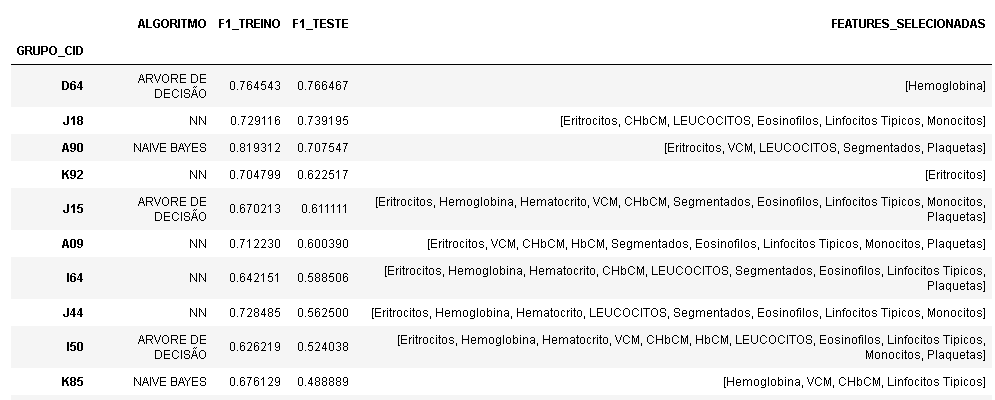 ALGORITMO F1_TREINO F1_TESTE FEATURES_SELECIONADAS
GRUPO_CID
D64 ARVORE DE DECISÃO 0.764543 0.766467 [Hemoglobina]
J18 NN 0.729116 0.739195 [Eritrocitos, CHbCM, LEUCOCITOS, Eosinofilos, Linfocitos Tipicos, Monocitos]
A90 NAIVE BAYES 0.819312 0.707547 [Eritrocitos, VCM, LEUCOCITOS, Segmentados, Plaquetas]
K92 NN 0.704799 0.622517 [Eritrocitos]
J15 ARVORE DE DECISÃO 0.670213 0.611111 [Eritrocitos, Hemoglobina, Hematocrito, VCM, CHbCM, Segmentados, Eosinofilos, Linfocitos Tipicos, Monocitos,
Plaquetas]
A09 NN 0.712230 0.600390 [Eritrocitos, VCM, CHbCM, HbCM, Segmentados, Eosinofilos, Linfocitos Tipicos, Monocitos, Plaquetas]
I64 NN 0.642151 0.588506 [Eritrocitos, Hemoglobina, Hematocrito, CHbCM, LEUCOCITOS, Segmentados, Eosinofilos, Linfocitos Tipicos,
Plaquetas]
J44 NN 0.728485 0.562500 [Eritrocitos, Hemoglobina, Hematocrito, LEUCOCITOS, Segmentados, Eosinofilos, Linfocitos Tipicos, Monocitos]
I50 ARVORE DE DECISÃO 0.626219 0.524038 [Eritrocitos, Hemoglobina, Hematocrito, VCM, CHbCM, HbCM, LEUCOCITOS, Eosinofilos, Linfocitos Tipicos,
Monocitos, Plaquetas]
K85 NAIVE BAYES 0.676129 0.488889 [Hemoglobina, VCM, CHbCM, Linfocitos Tipicos]